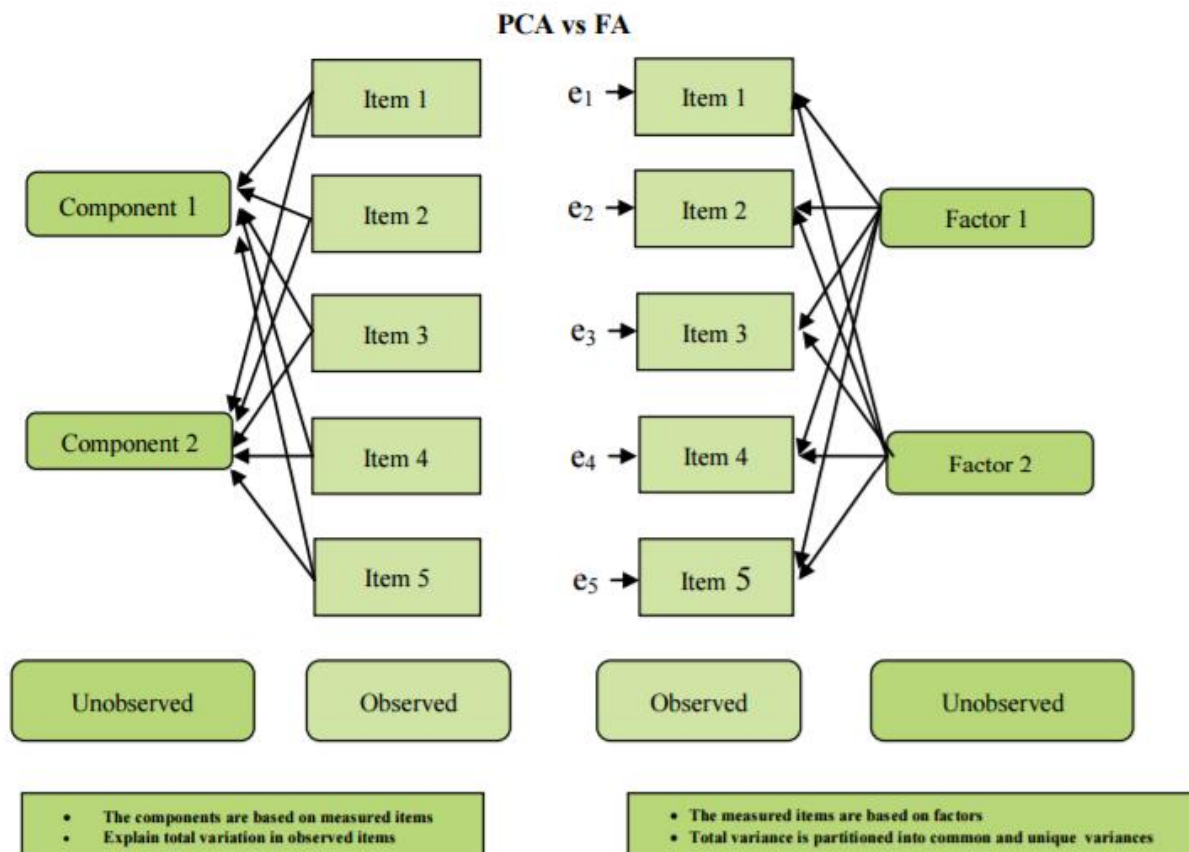 PCA vs FA
Item 1
Item 2
Item 3
Item 4
Item 5
Component 1
Component 2
e1
e2
e3
e4
e5
Item 1
Item 2
Item 3
Item 4
Item 5
Factor 1
Factor 2
Unobserved
Observed
Observed
Unobserved
• The components are based on measured items
• Explain total variation in observed items
• The measured items are based on factors
• Total variance is partitioned into common and unique variances